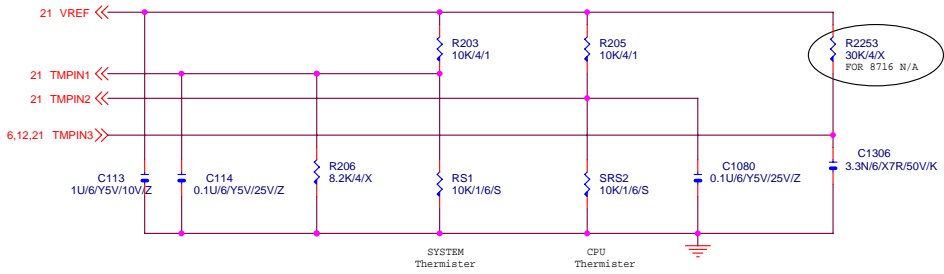 21 VREF
R203
10K/4/1
R205
10K/4/1
R2253
30K/4/X
FOR 8716 N/A
21 TMPIN1
21 TMPIN2
6,12,21 TMPIN3
C113
1U/6/Y5V/10V/Z
C114
0.1U/6/Y5V/25V/Z
R206
8.2K/4/X
RS1
10K/1/6/S
SRS2
10K/1/6/S
C1080
0.1U/6/Y5V/25V/Z
C1306
3.3N/6/X7R/50V/K
SYSTEM
Thermister
CPU
Thermister